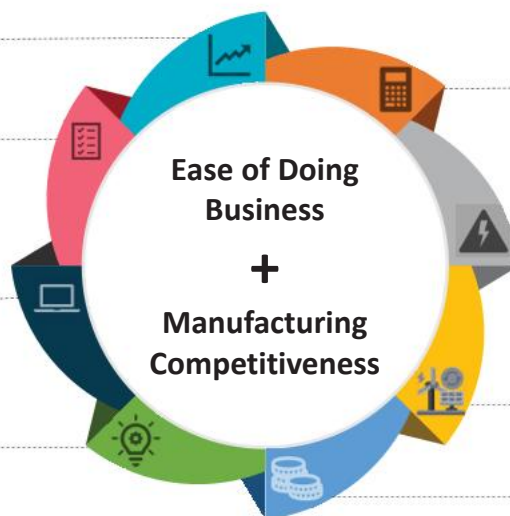 Ease of Doing
Business
+
Manufacturing
Competitiveness